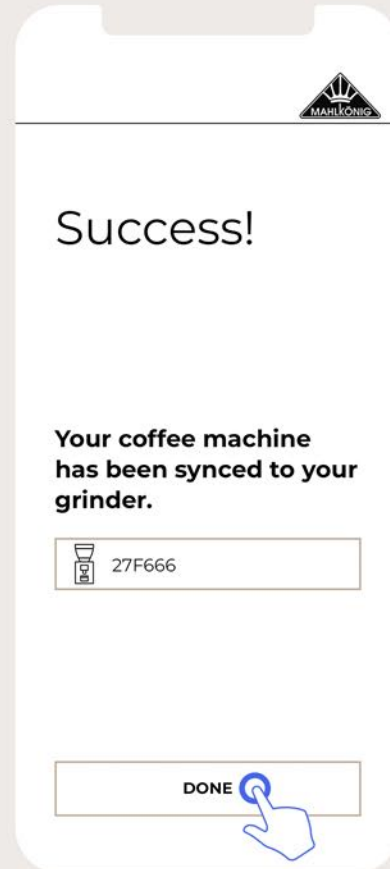 MAHLKÖNIG
Success!
Your coffee machine
has been synced to your
grinder.
27F666
DONE